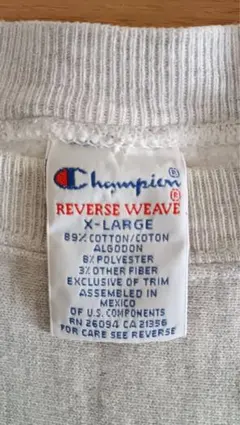 Champion®
®
REVERSE WEAVE
X-LARGE
89% COTTON/COTON
ALGODON
8% POLYESTER
3% OTHER FIBER
EXCLUSIVE OF TRIM
ASSEMBLED IN
MEXICO
OF U.S. COMPONENTS
RN 26094 CA 21356
FOR CARE SEE REVERSE